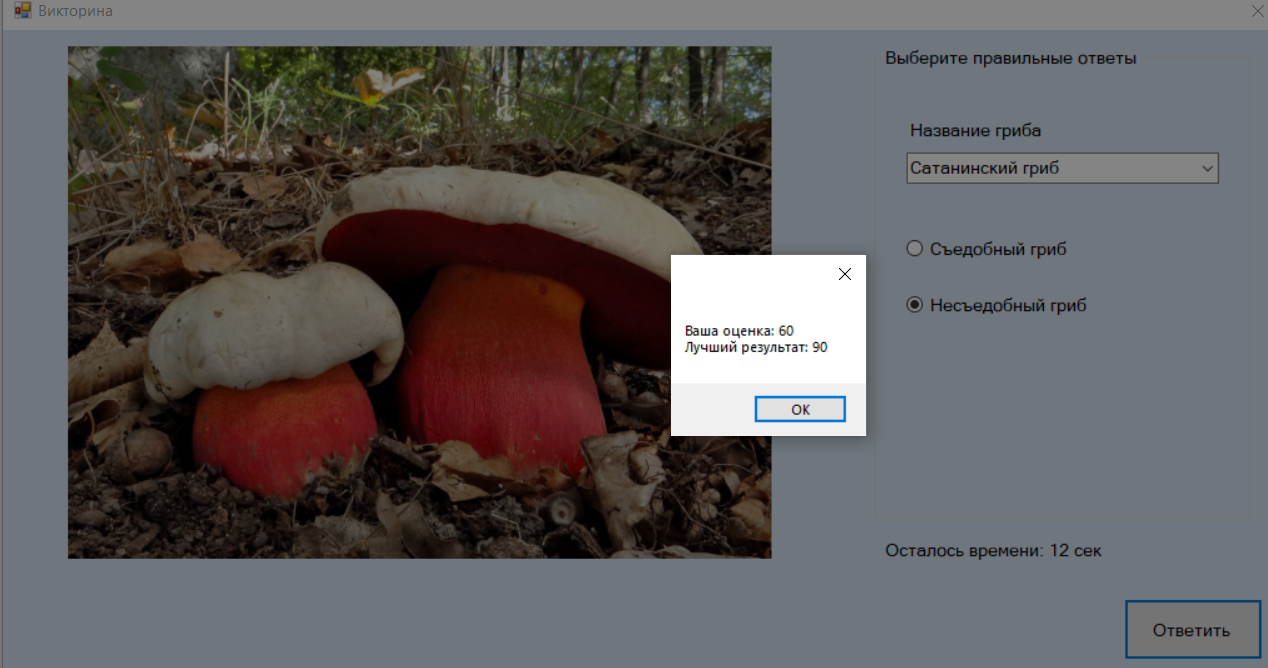 Викторина
Выберите правильные ответы
Название гриба
Сатанинский гриб
Съедобный гриб
Несъедобный гриб
Ваша оценка: 60
Лучший результат: 90
OK
Осталось времени: 12 сек
Ответить